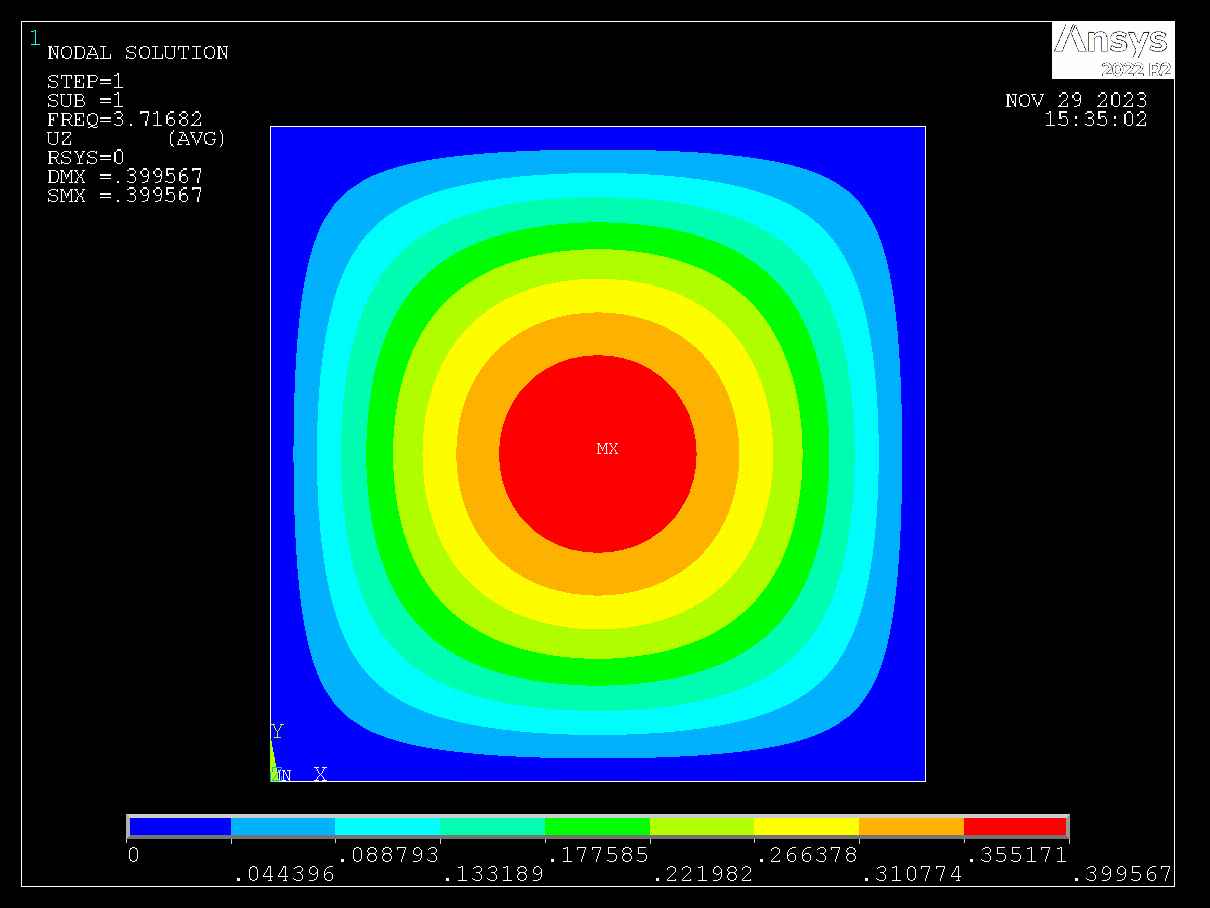 1
NODAL SOLUTION
STEP=1
SUB =1
FREQ=3.71682
UZ (AVG)
RSYS=0
DMX =.399567
SMX =.399567
Ansys
2022 R2
NOV 29 2023
15:35:02
MX
Y
MN X
0 .088793 .177585 .266378 .355171
.044396 .133189 .221982 .310774 .399567